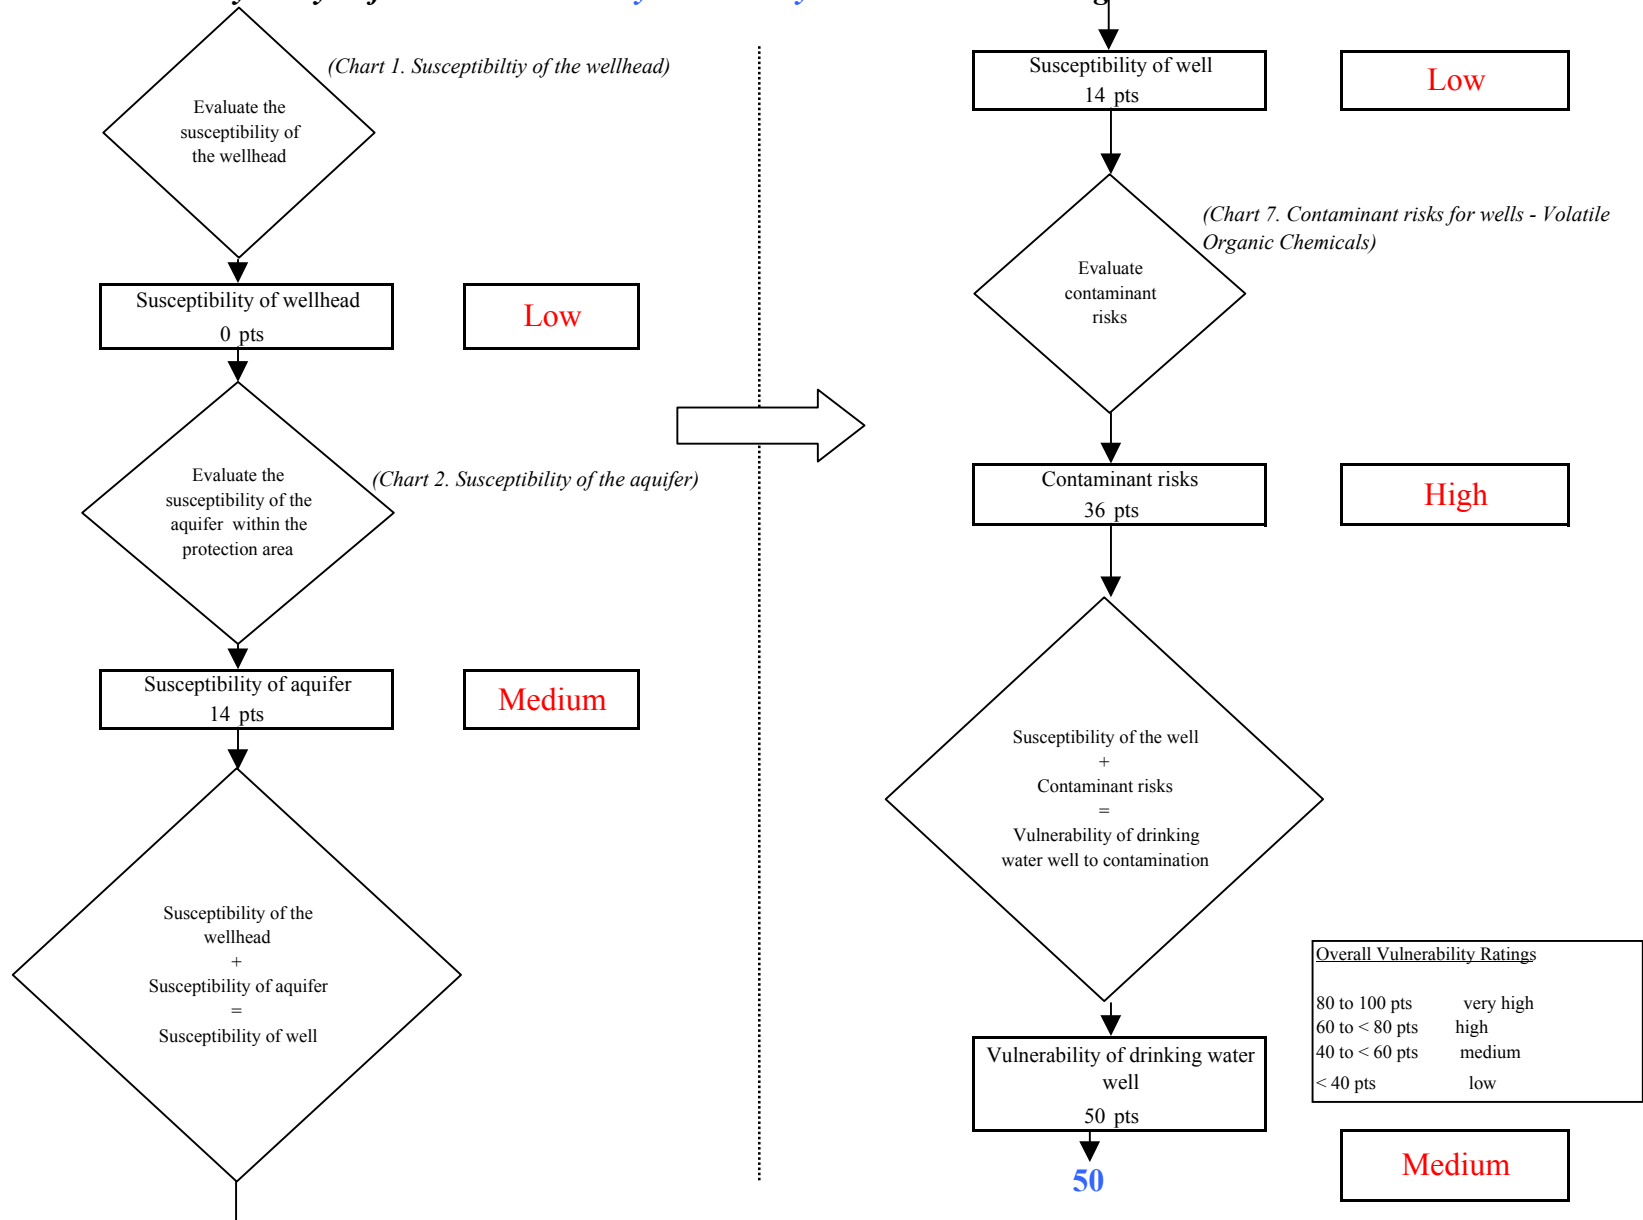 (Chart 1. Susceptibiltiy of the wellhead)
Evaluate the
susceptibility of
the wellhead
Susceptibility of wellhead
0 pts
Low
Evaluate the
susceptibility of the
aquifer within the
protection area
(Chart 2. Susceptibility of the aquifer)
Susceptibility of aquifer
14 pts
Medium
Susceptibility of the
wellhead
+
Susceptibility of aquifer
=
Susceptibility of well
Susceptibility of well
14 pts
Low
(Chart 7. Contaminant risks for wells - Volatile
Organic Chemicals)
Evaluate
contaminant
risks
Contaminant risks
36 pts
High
Susceptibility of the well
+
Contaminant risks
=
Vulnerability of drinking
water well to contamination
Vulnerability of drinking water
well
50 pts
50
Overall Vulnerability Ratings
80 to 100 pts very high
60 to < 80 pts high
40 to < 60 pts medium
< 40 pts low
Medium